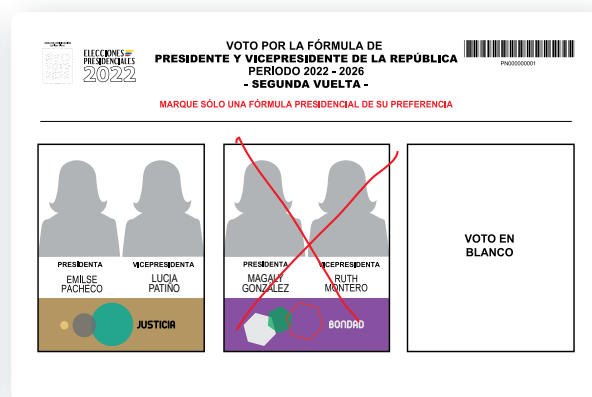 ELECCIONES
PRESIDENCIALES
2022
VOTO POR LA FÓRMULA DE
PRESIDENTE Y VICEPRESIDENTE DE LA REPÚBLICA
PERÍODO 2022 - 2026
- SEGUNDA VUELTA -
PN000000001
MARQUE SÓLO UNA FÓRMULA PRESIDENCIAL DE SU PREFERENCIA
PRESIDENTA VICEPRESIDENTA
EMILSE PACHECO LUCIA PATIÑO
JUSTICIA
PRESIDENTA VICEPRESIDENTA
MAGALY GONZÁLEZ RUTH MONTERO
BONDAD
VOTO EN
BLANCO